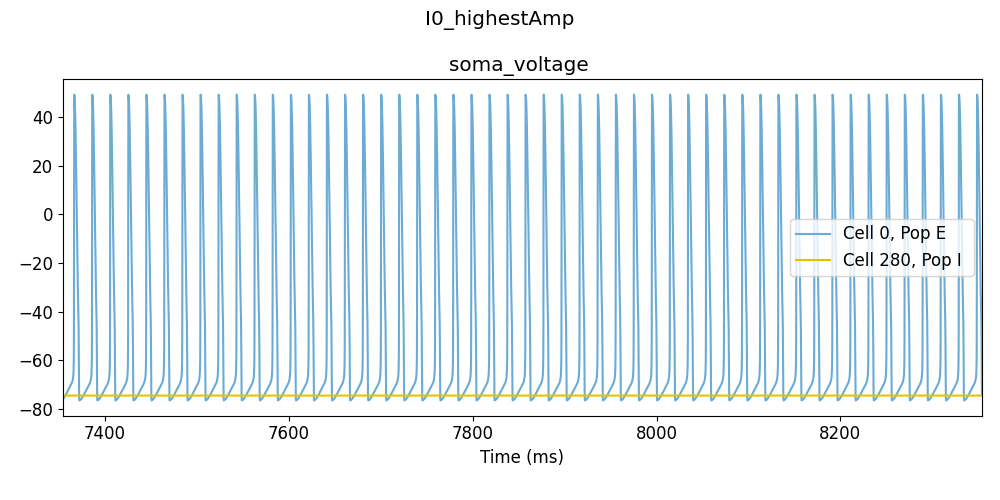 I0_highestAmp
soma_voltage
40
20
0
−20
−40
−60
−80
Cell 0, Pop E
Cell 280, Pop I
7400
7600
7800
8000
8200
Time (ms)